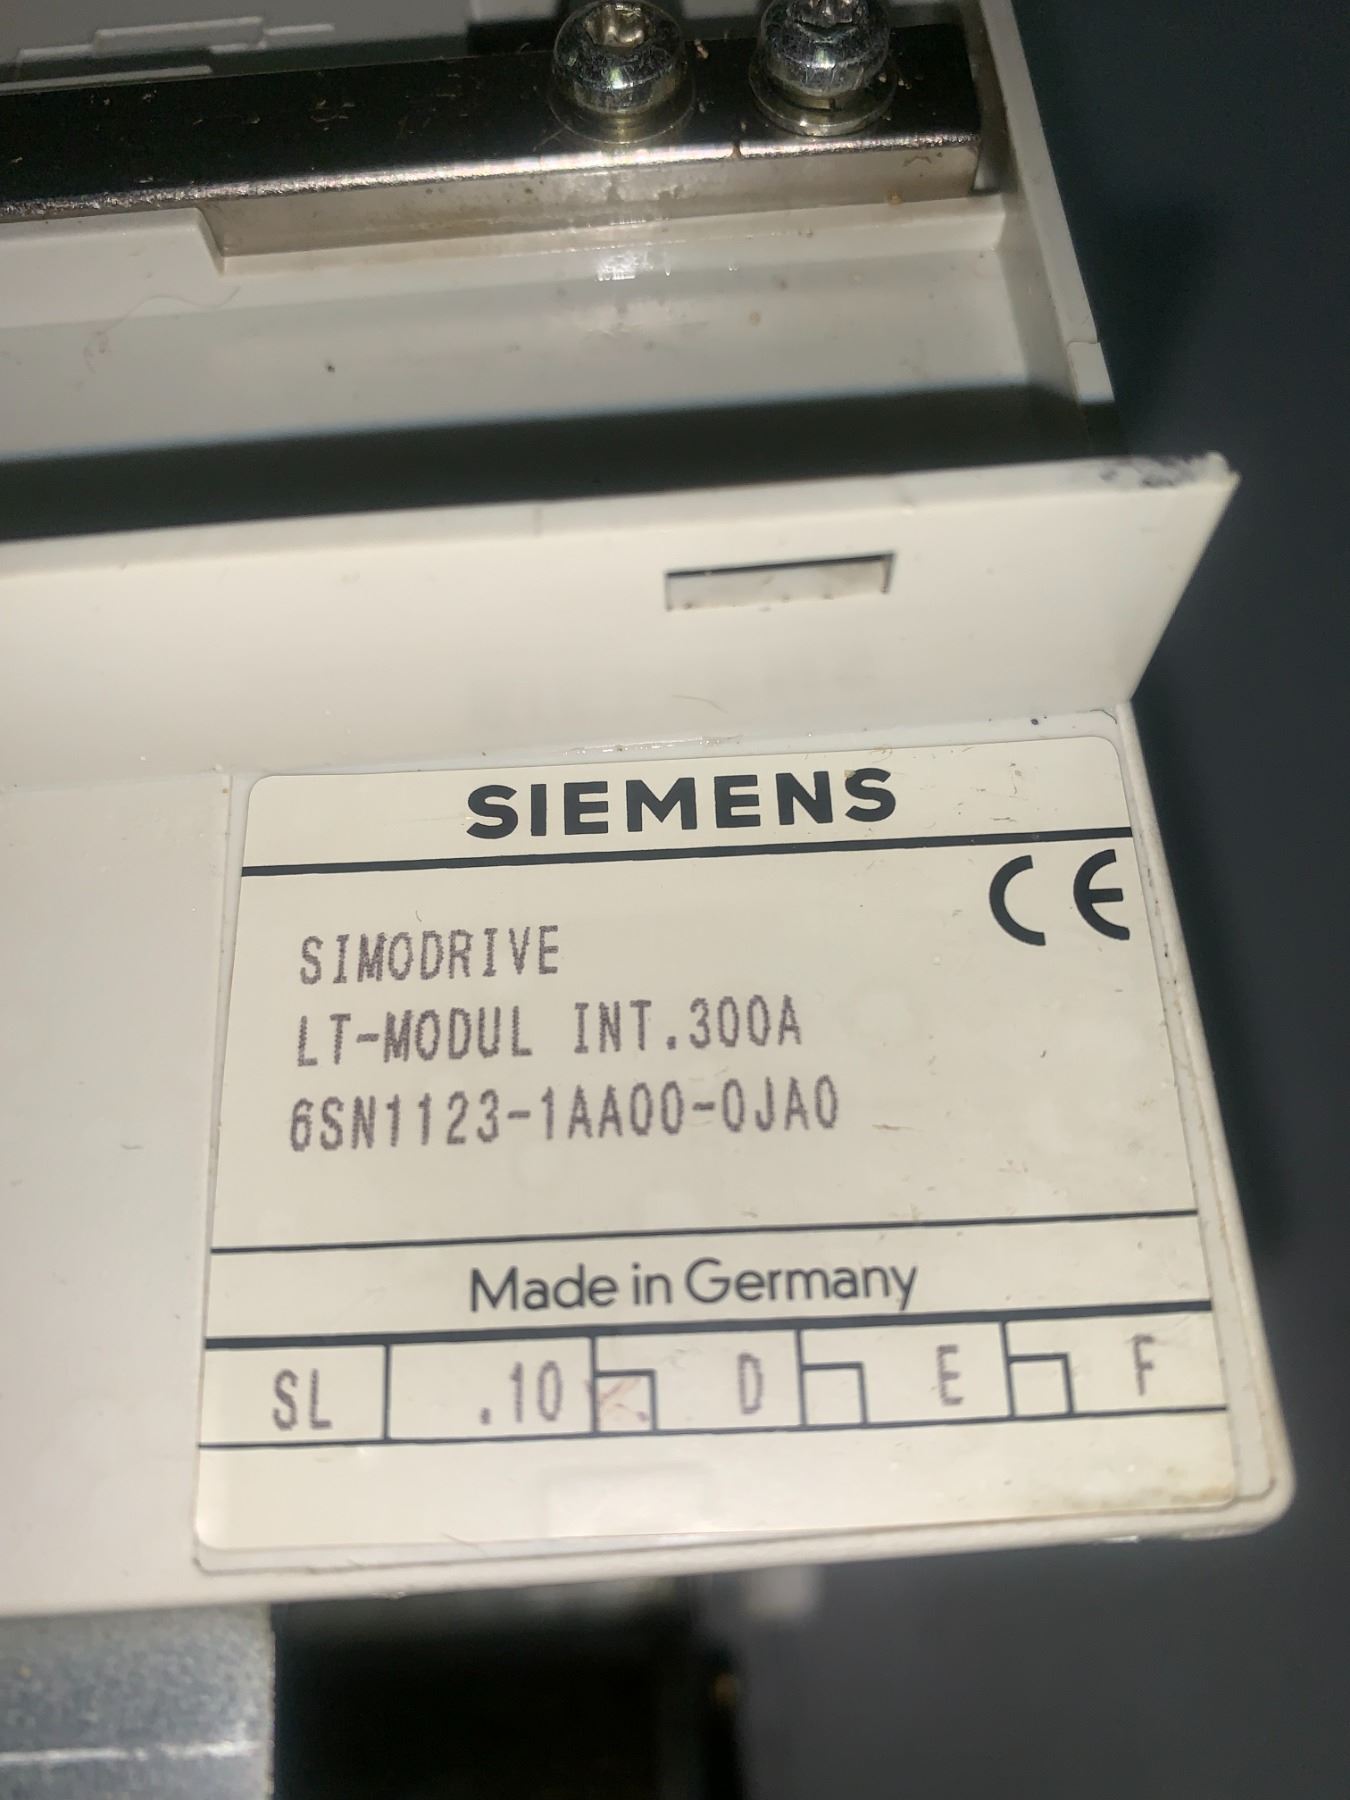 SIEMENS
CE
SIMODRIVE
LT-MODUL INT.300A
6SN1123-1AA00-0JA0
Made in Germany
SL .10 D E F